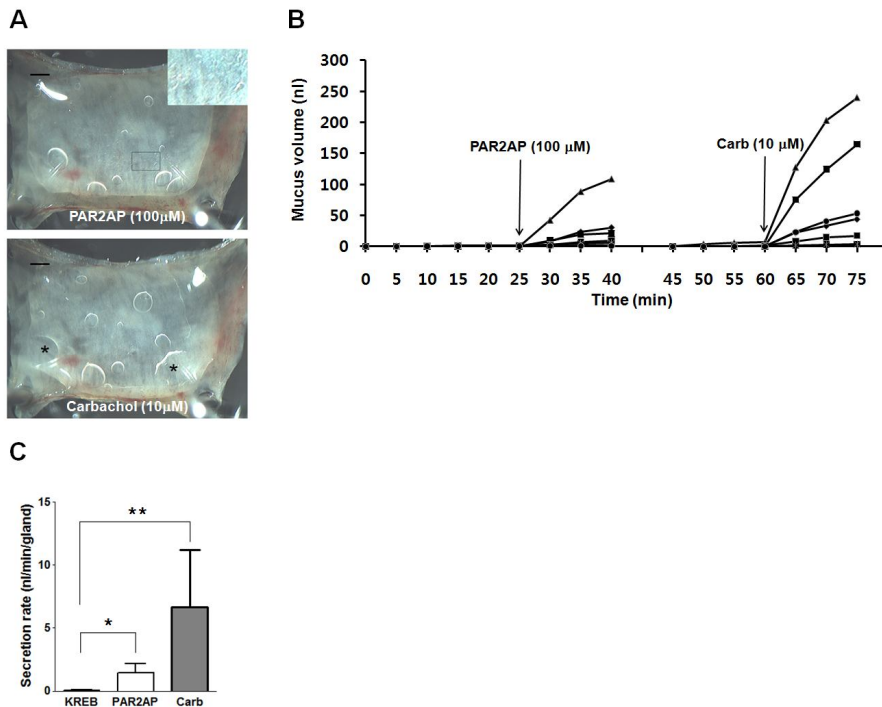 A
PAR2AP (100μM)
*
*
Carbachol (10μM)
B
Mucus volume (nl)
300
250
200
150
100
50
0
PAR2AP (100 μM)
Carb (10 μM)
0 5 10 15 20 25 30 35 40 45 50 55 60 65 70 75
Time (min)
C
Secretion rate (nl/min/gland)
15
10
5
0
**
*
KREB PAR2AP Carb